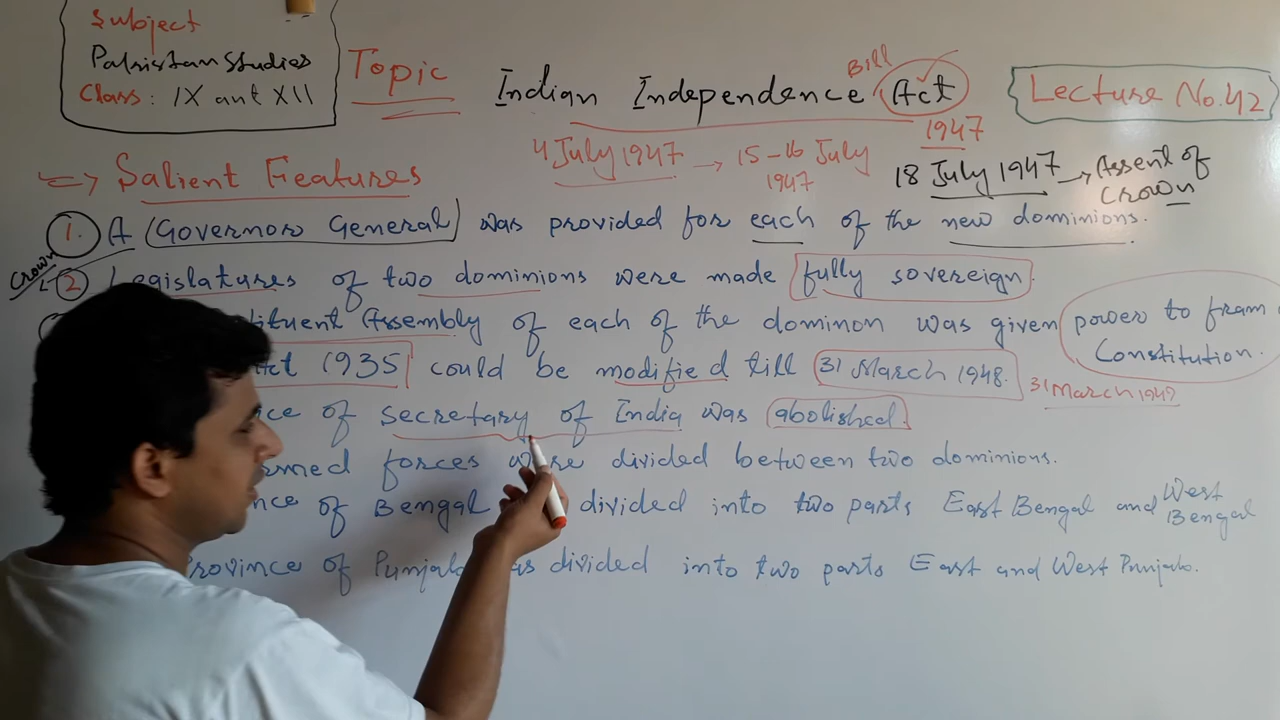 Subject
Pakistan Studies
Class: IX and XII
Topic
Indian Independence Act
Bill
1947
Lecture No.42
4 July 1947 → 15-16 July
1947
18 July 1947 → Assent of
Crown
Salient Features
1. A (Governor General) was provided for each of the new dominions.
Crown
2 Legislatures of two dominions were made fully sovereign.
Assembly of each of the dominon was given power to fram
Constitution.
Act 1935 could be modified till 31 March 1948.
31 March 1949
of secretary of India was abolished.
forces were divided between two dominions.
of Bengal divided into two parts East Bengal and West
Bengal
Province of Punjab was divided into two parts East and West Punjab.